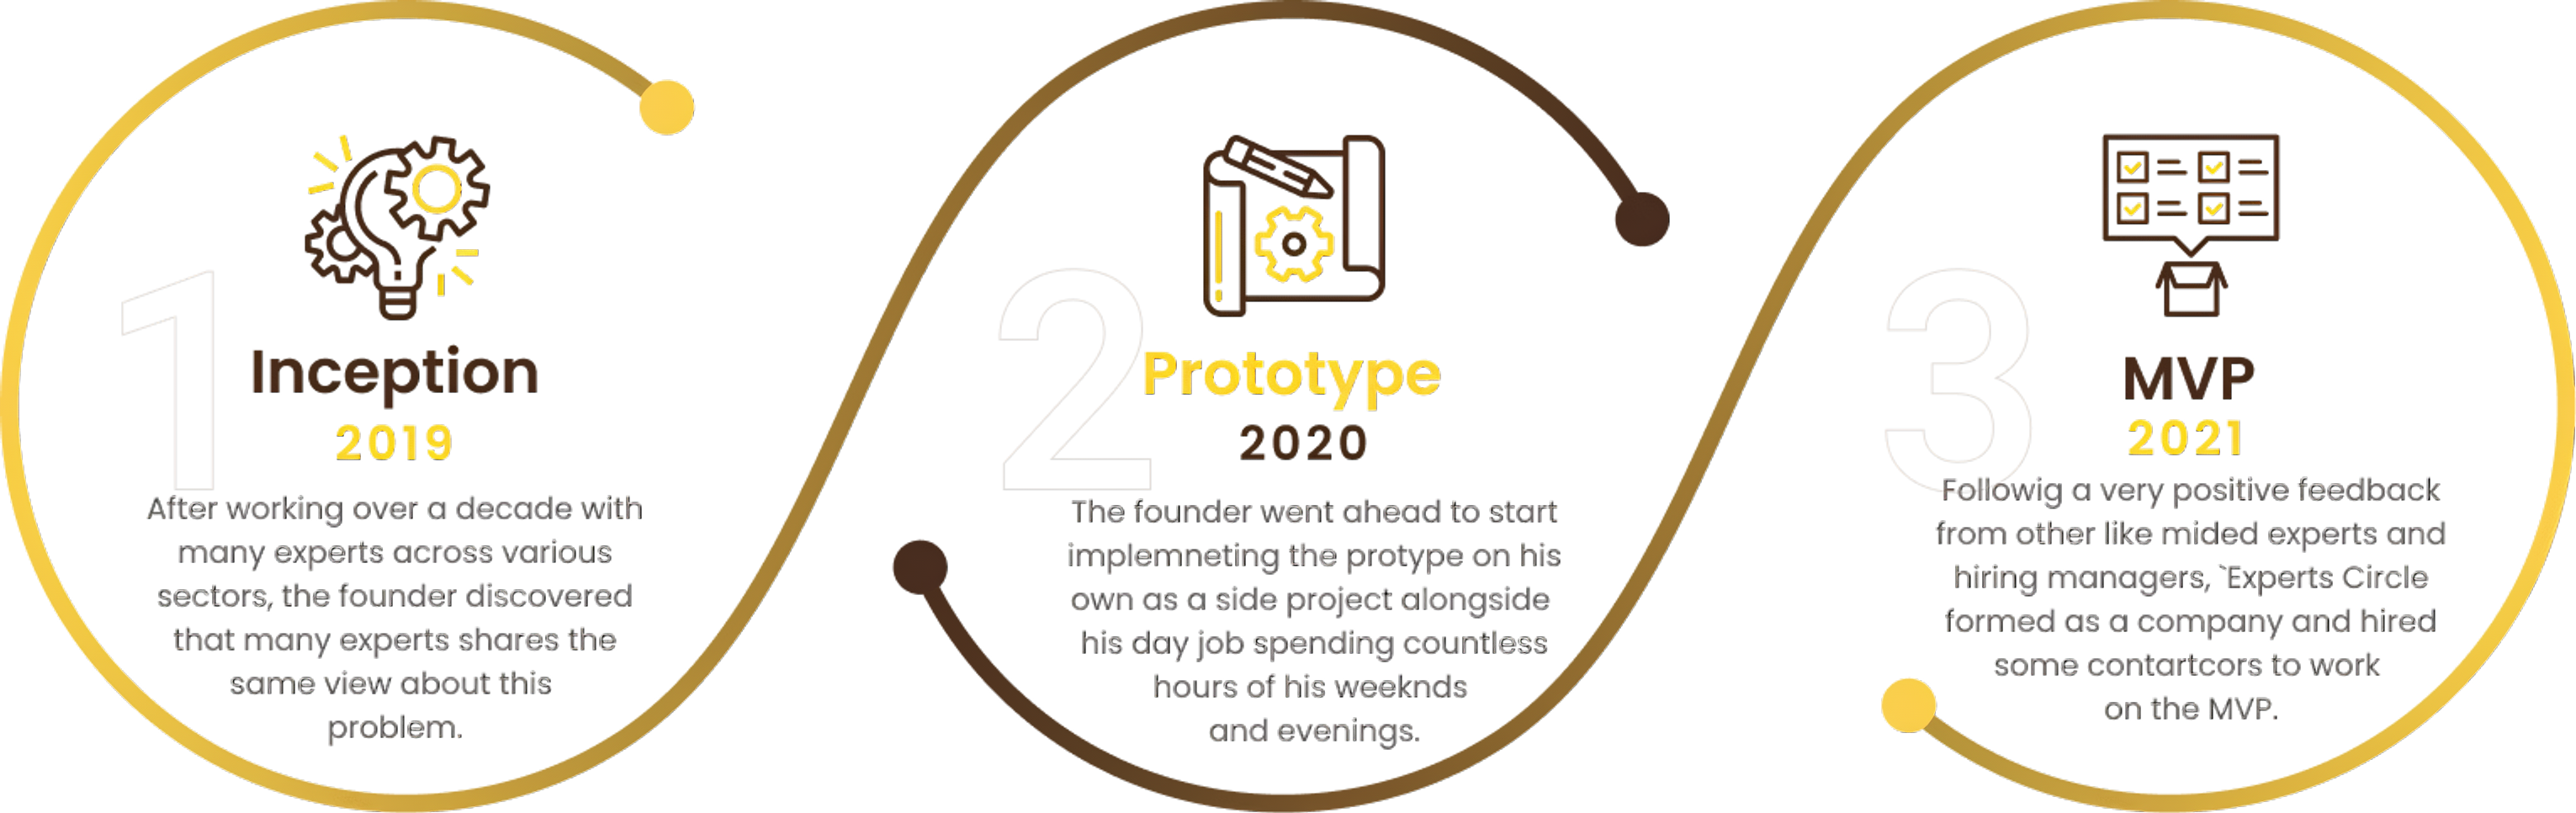 1
Inception
2019
After working over a decade with
many experts across various
sectors, the founder discovered
that many experts shares the
same view about this
problem.
2
Prototype
2020
The founder went ahead to start
implemneting the protype on his
own as a side project alongside
his day job spending countless
hours of his weeknds
and evenings.
3
MVP
2021
Followig a very positive feedback
from other like mided experts and
hiring managers, `Experts Circle
formed as a company and hired
some contartcors to work
on the MVP.